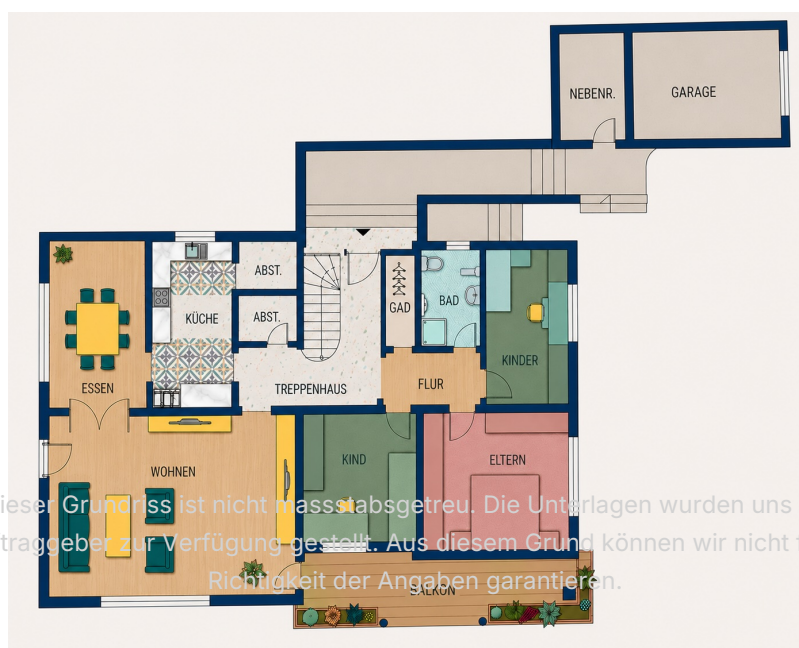 NEBENR.
GARAGE
ABST.
ABST.
KÜCHE
GAD
BAD
KINDER
ESSEN
TREPPENHAUS
FLUR
WOHNEN
KIND
ELTERN
ieser Grundriss ist nicht massstabsgetreu. Die Unterlagen wurden uns
traggeber zur Verfügung gestellt. Aus diesem Grund können wir nicht f
Richtigkeit der Angaben garantieren.
BALKON